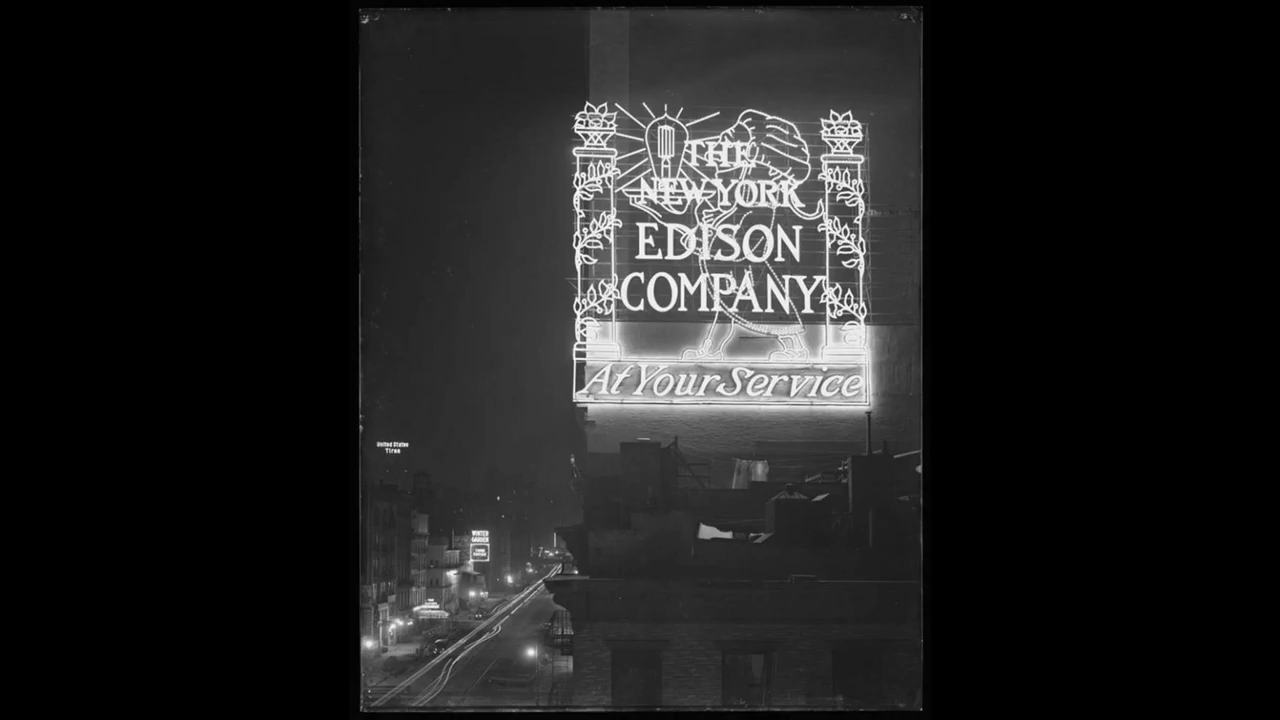 THE
NEW YORK
EDISON
COMPANY
At Your Service
United States
Tires
WINTER
GARDEN